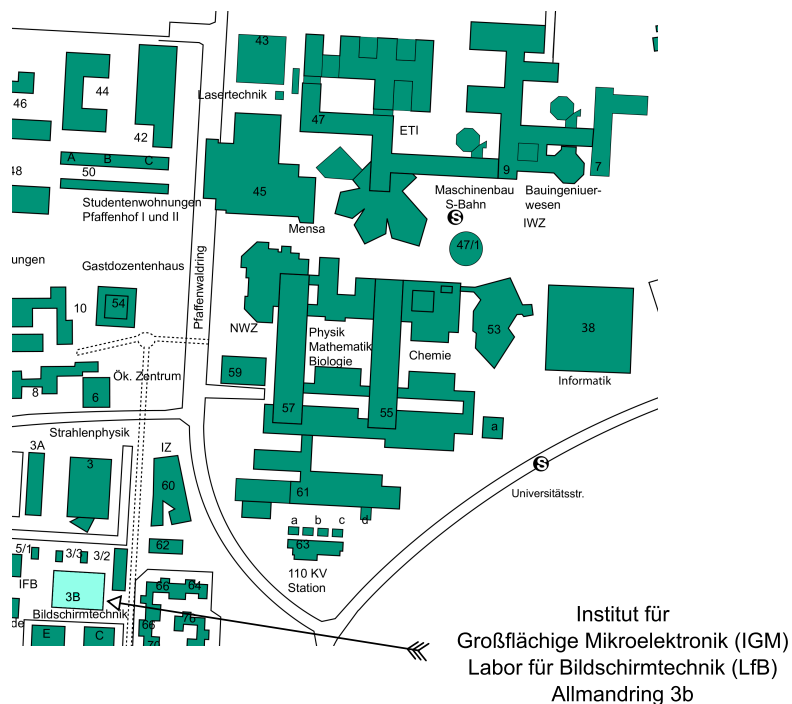 43
44
46
Lasertechnik
47
ETI
42
A B C
50
48
9
7
45
Studentenwohnungen
Pfaffenhof I und II
Maschinenbau
S-Bahn
S
Bauingeniuer-
wesen
IWZ
Mensa
47/1
Pfaffenwaldring
ungen
Gastdozentenhaus
54
10
NWZ
Physik
Mathematik
Biologie
Chemie
53
38
Informatik
59
Ök. Zentrum
8
6
57
55
a
Strahlenphysik
3A
3
IZ
60
S
Universitätsstr.
61
a b c d
63
62
110 KV
Station
5/1
3/3
3/2
IFB
3B
Bildschirmtechnik
de
E
C
66
64
66
76
70
Institut für
Großflächige Mikroelektronik (IGM)
Labor für Bildschirmtechnik (LfB)
Allmandring 3b